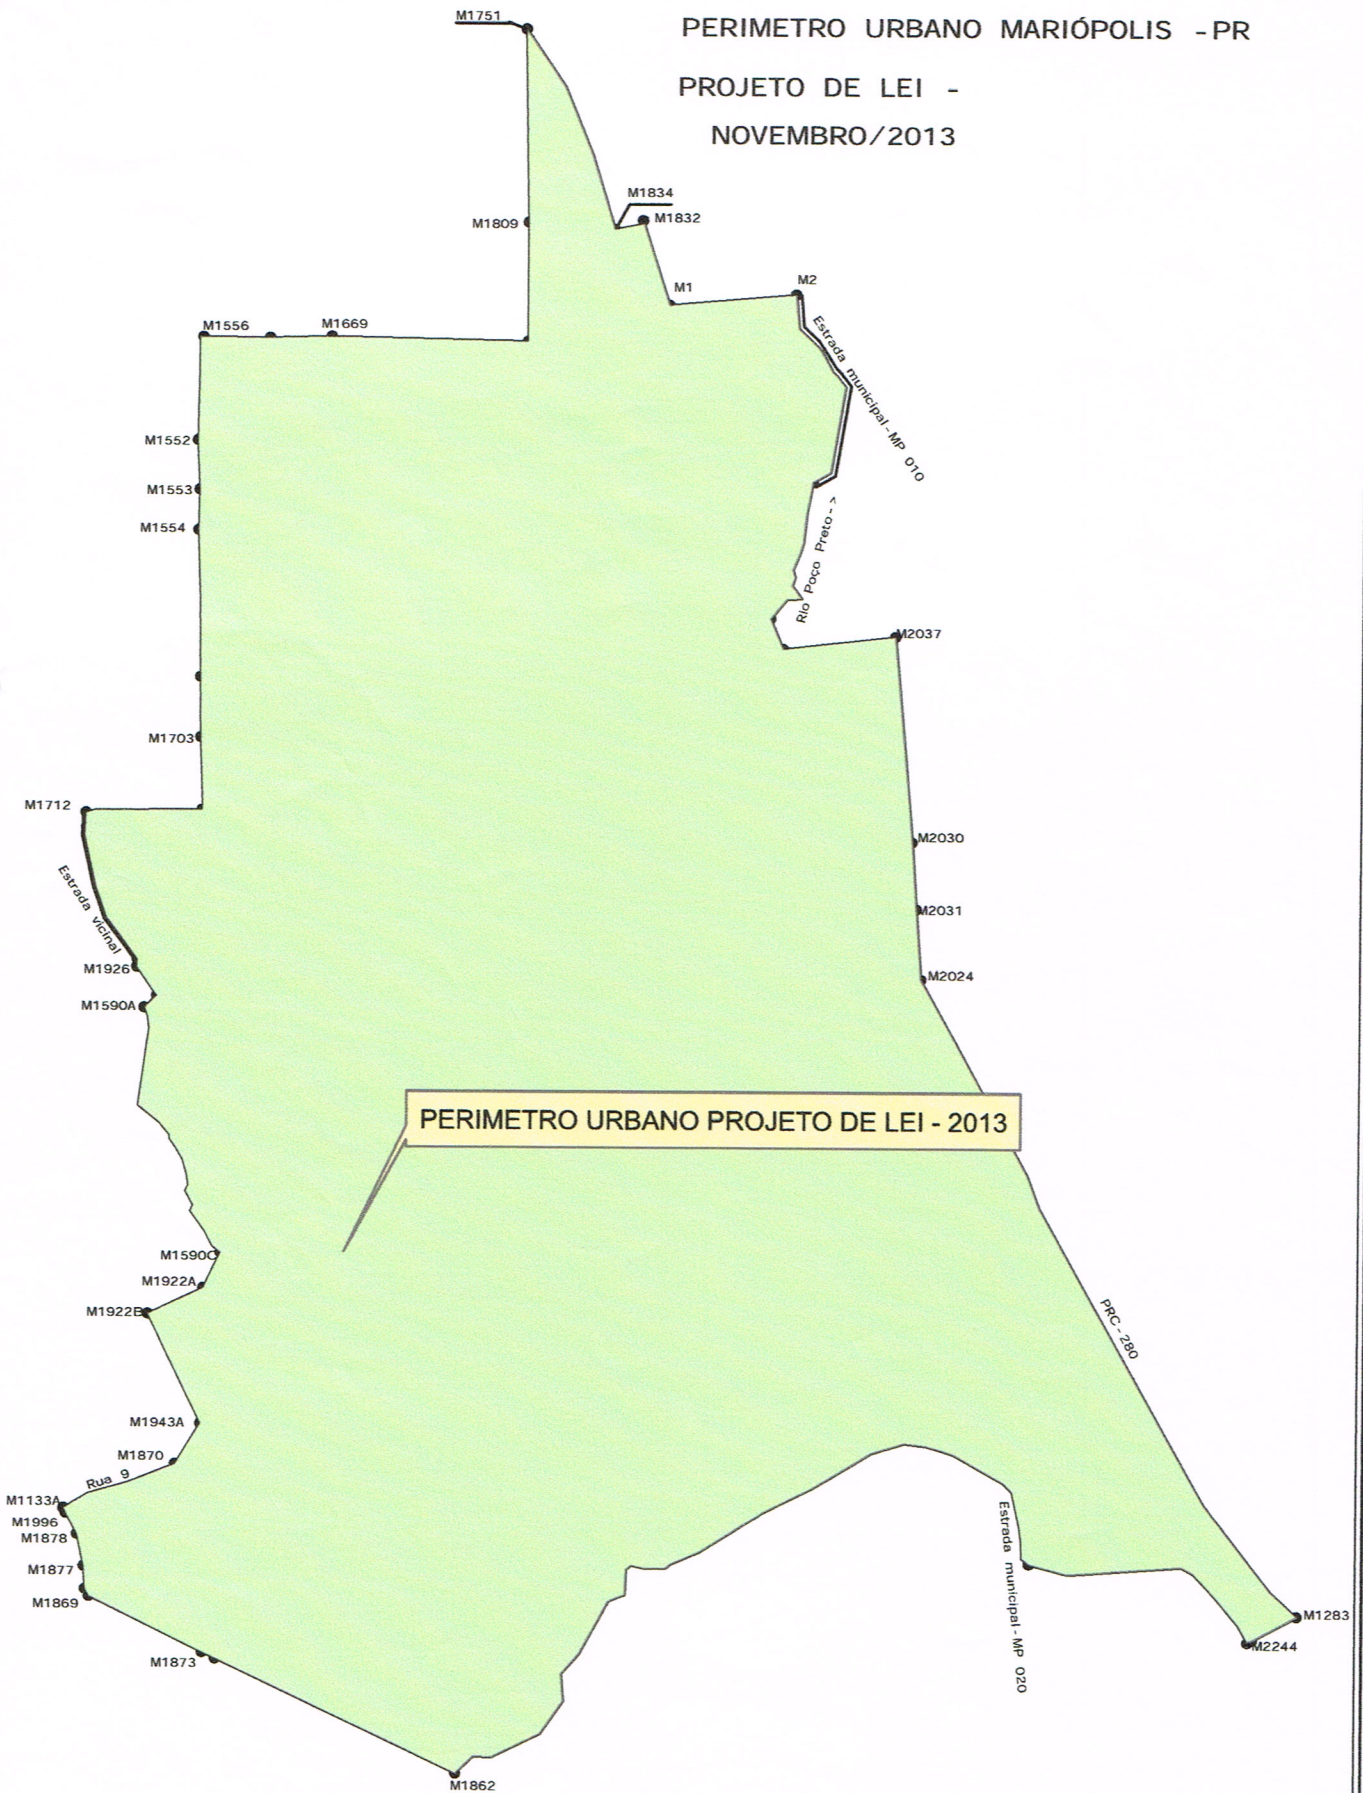 M1751
PERIMETRO URBANO MARIÓPOLIS - PR
PROJETO DE LEI -
NOVEMBRO/2013
M1834
M1832
M1809
M1
M2
M1556
M1669
Estrada municipal - MP 010
M1552
M1553
M1554
Rio Poço Preto - >
M2037
M1703
M1712
M2030
Estrada vicinal
M2031
M1926
M2024
M1590A
PERIMETRO URBANO PROJETO DE LEI - 2013
M1590C
M1922A
M1922B
PRC - 280
M1943A
M1870
Rua 9
M1133A
M1996
M1878
M1877
M1869
Estrada municipal - MP 020
M1283
M2244
M1873
M1862